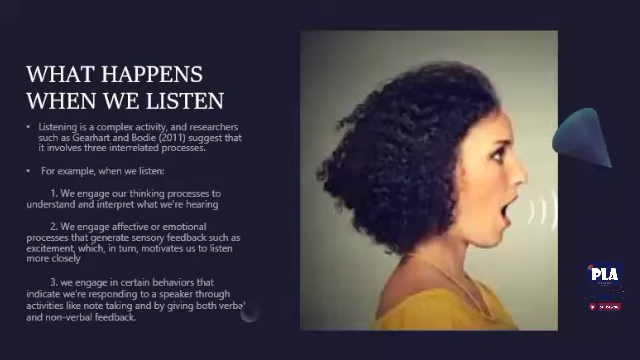 WHAT HAPPENS
WHEN WE LISTEN
• Listening is a complex activity, and researchers
such as Gearhart and Bodie (2011) suggest that
it involves three interrelated processes.
• For example, when we listen:
1. We engage our thinking processes to
understand and interpret what we're hearing
2. We engage affective or emotional
processes that generate sensory feedback such as
excitement, which, in turn, motivates us to listen
more closely
3. we engage in certain behaviors that
indicate we're responding to a speaker through
activities like note taking and by giving both verbal
and non-verbal feedback.
PLA